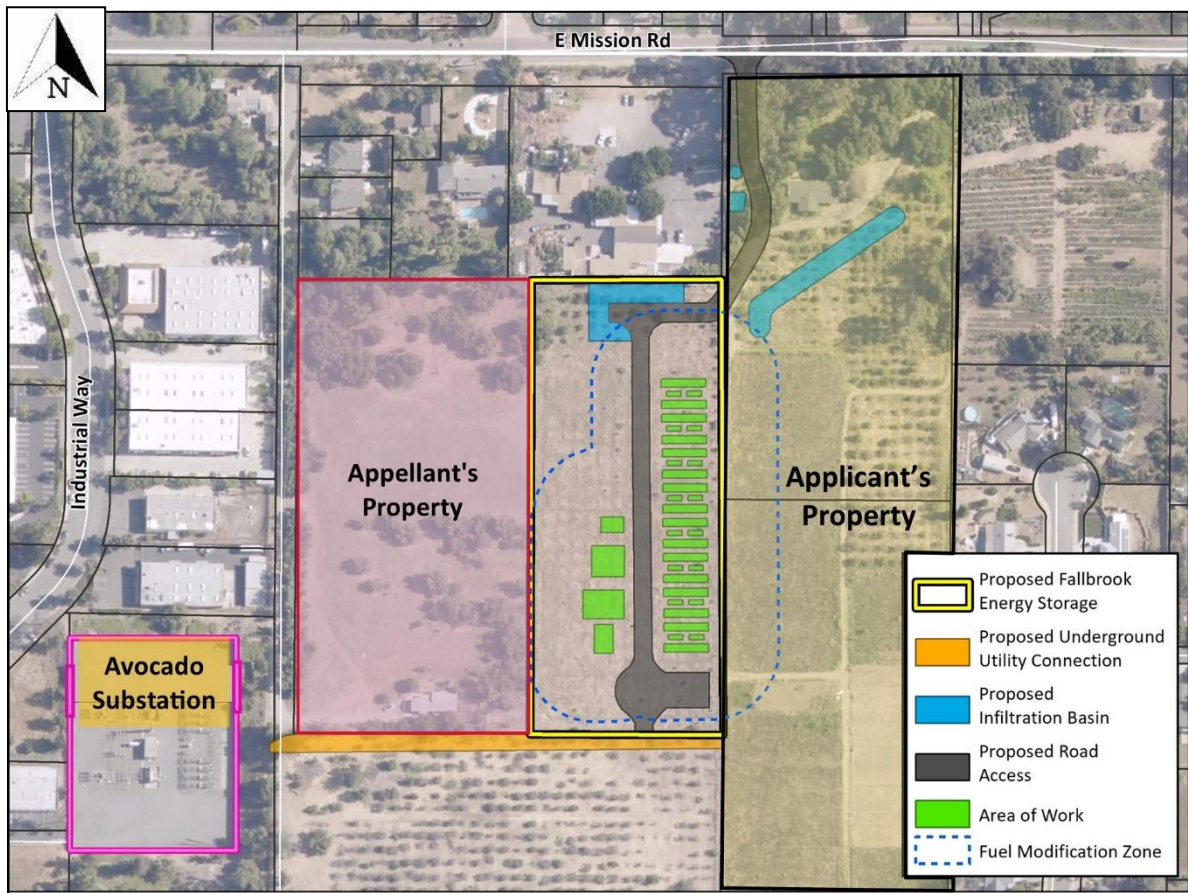 E Mission Rd
N
Industrial Way
Appellant's
Property
Applicant’s
Property
Avocado
Substation
Proposed Fallbrook
Energy Storage
Proposed Underground
Utility Connection
Proposed
Infiltration Basin
Proposed Road
Access
Area of Work
Fuel Modification Zone